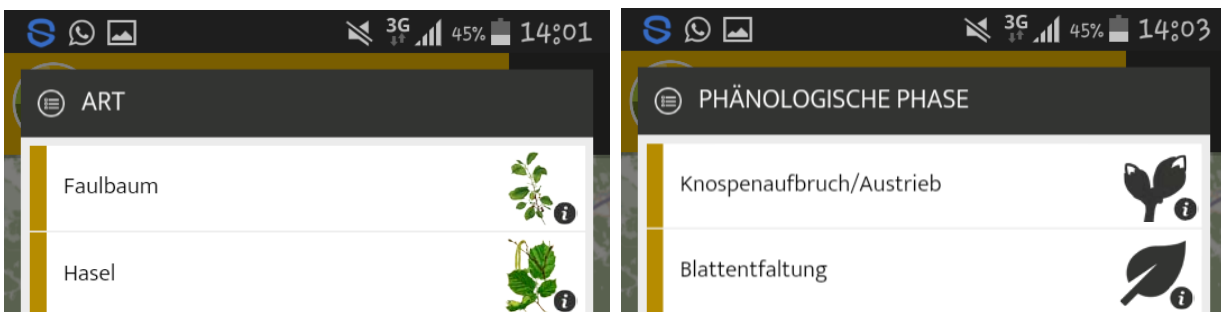 3G 45% 14:01
ART
Faulbaum
Hasel
3G 45% 14:03
PHÄNOLOGISCHE PHASE
Knospenaufbruch/Austrieb
Blattentfaltung